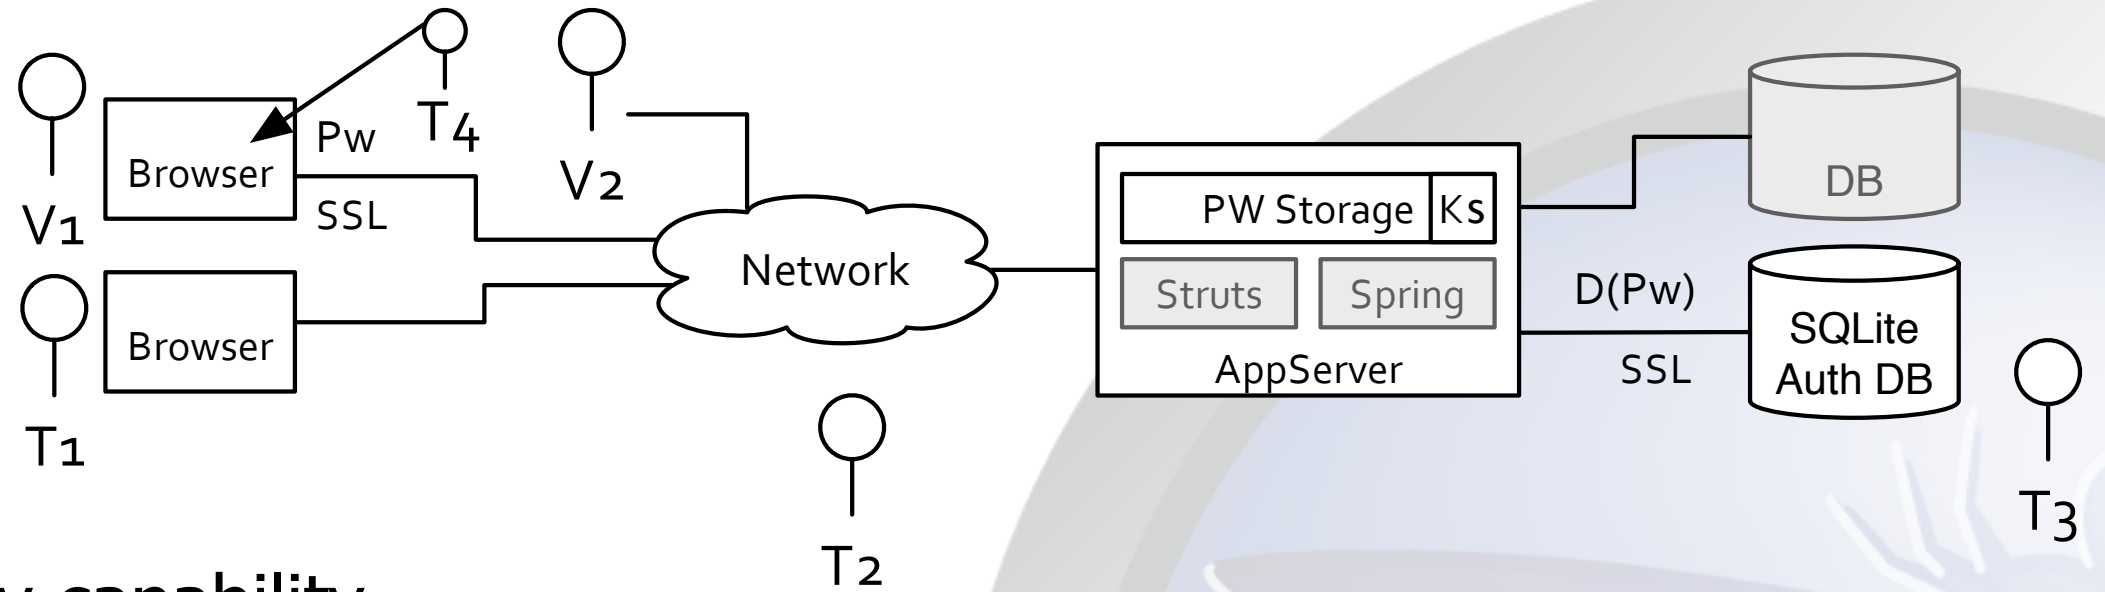 V1
Browser
Pw
SSL
T4
V2
T1
Browser
Network
T2
PW Storage
Ks
Struts
Spring
AppServer
DB
D(Pw)
SSL
SQLite
Auth DB
T3
capability